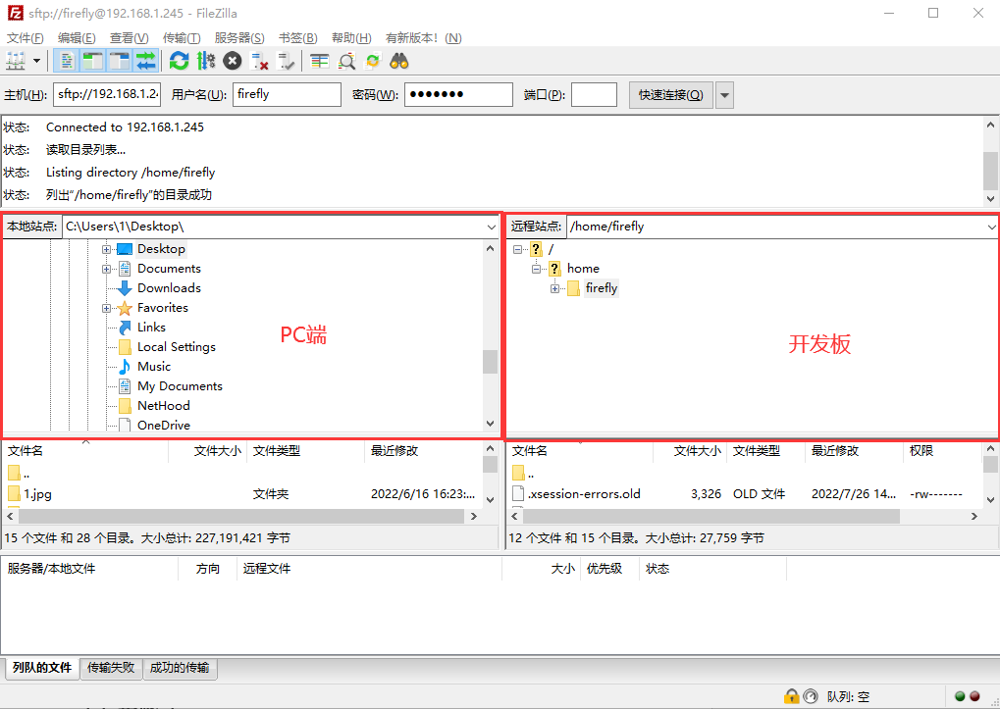 sftp://firefly@192.168.1.245 - FileZilla
文件(F) 编辑(E) 查看(V) 传输(T) 服务器(S) 书签(B) 帮助(H) 有新版本! (N)
主机(H): sftp://192.168.1.24 用户名(U): firefly 密码(W): ●●●●●●● 端口(P): 快速连接(Q)
状态: Connected to 192.168.1.245
状态: 读取目录列表...
状态: Listing directory /home/firefly
状态: 列出"/home/firefly"的目录成功
本地站点: C:\Users\1\Desktop\
Desktop
Documents
Downloads
Favorites
Links
Local Settings
Music
My Documents
NetHood
OneDrive
PC端
远程站点: /home/firefly
/
home
firefly
开发板
文件名 文件大小 文件类型 最近修改
..
1.jpg 文件夹 2022/6/16 16:23:...
15 个文件 和 28 个目录。大小总计: 227,191,421 字节
文件名 文件大小 文件类型 最近修改 权限
..
.xsession-errors.old 3,326 OLD 文件 2022/7/26 14... -rw-------
12 个文件 和 15 个目录。大小总计: 27,759 字节
服务器/本地文件 方向 远程文件 大小 优先级 状态
列队的文件 传输失败 成功的传输
队列: 空